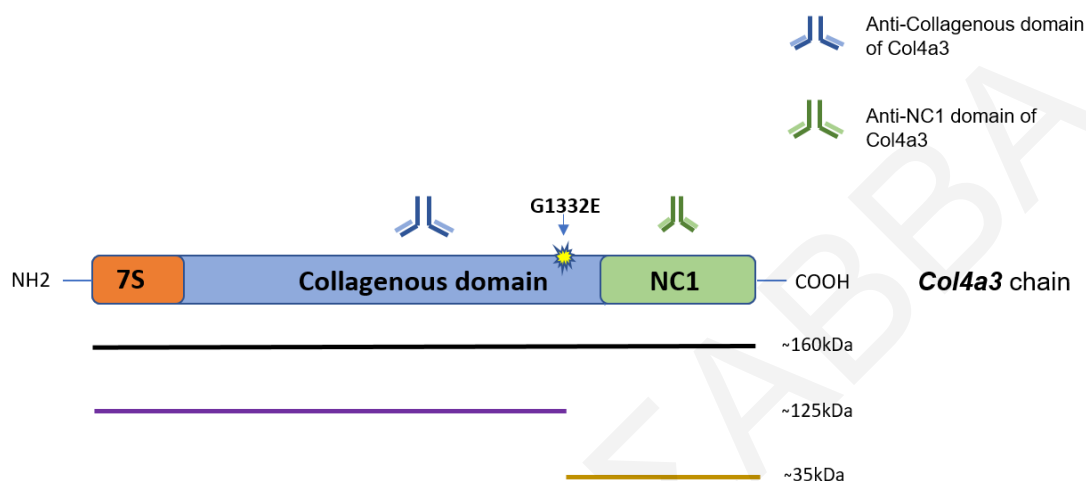 Anti-Collagenous domain
of Col4a3
Anti-NC1 domain of
Col4a3
G1332E
NH2
7S
Collagenous domain
NC1
COOH
Col4a3 chain
~160kDa
~125kDa
~35kDa
ΣABBA